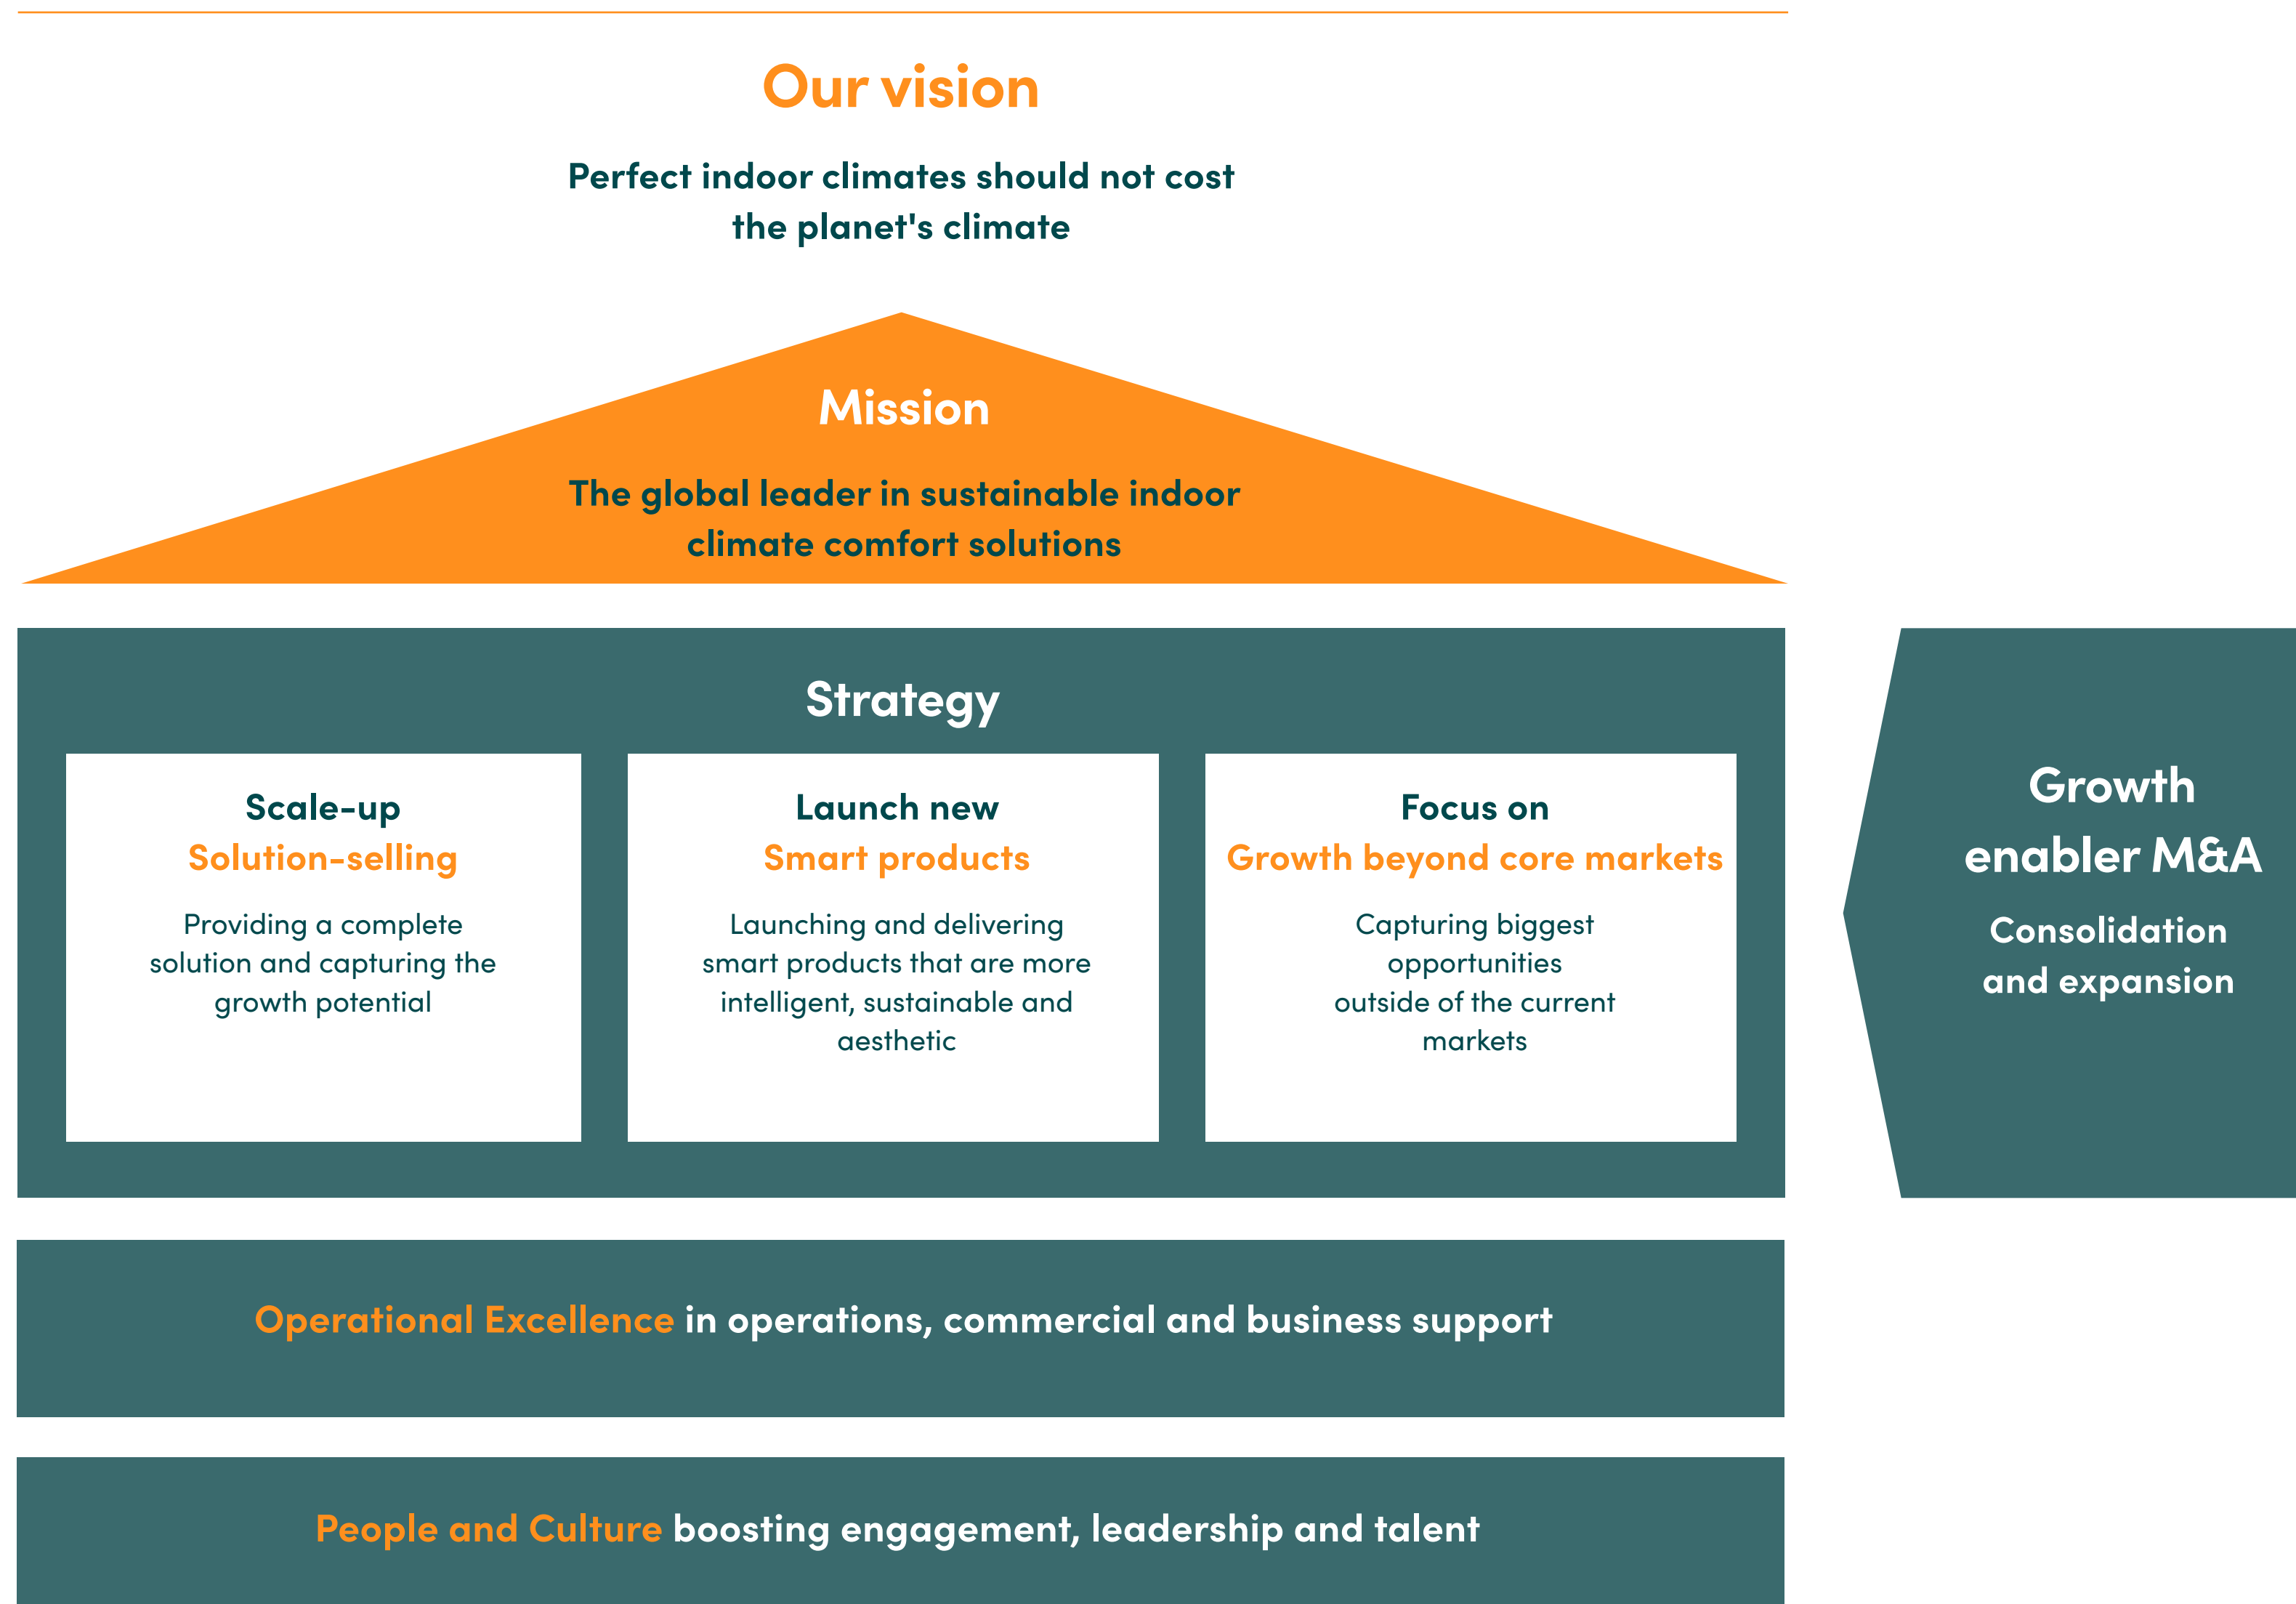 Our vision
Perfect indoor climates should not cost
the planet's climate
Mission
The global leader in sustainable indoor
climate comfort solutions
Strategy
Scale-up
Solution-selling
Providing a complete
solution and capturing the
growth potential
Launch new
Smart products
Launching and delivering
smart products that are more
intelligent, sustainable and
aesthetic
Focus on
Growth beyond core markets
Capturing biggest
opportunities
outside of the current
markets
Growth
enabler M&A
Consolidation
and expansion
Operational Excellence in operations, commercial and business support
People and Culture boosting engagement, leadership and talent